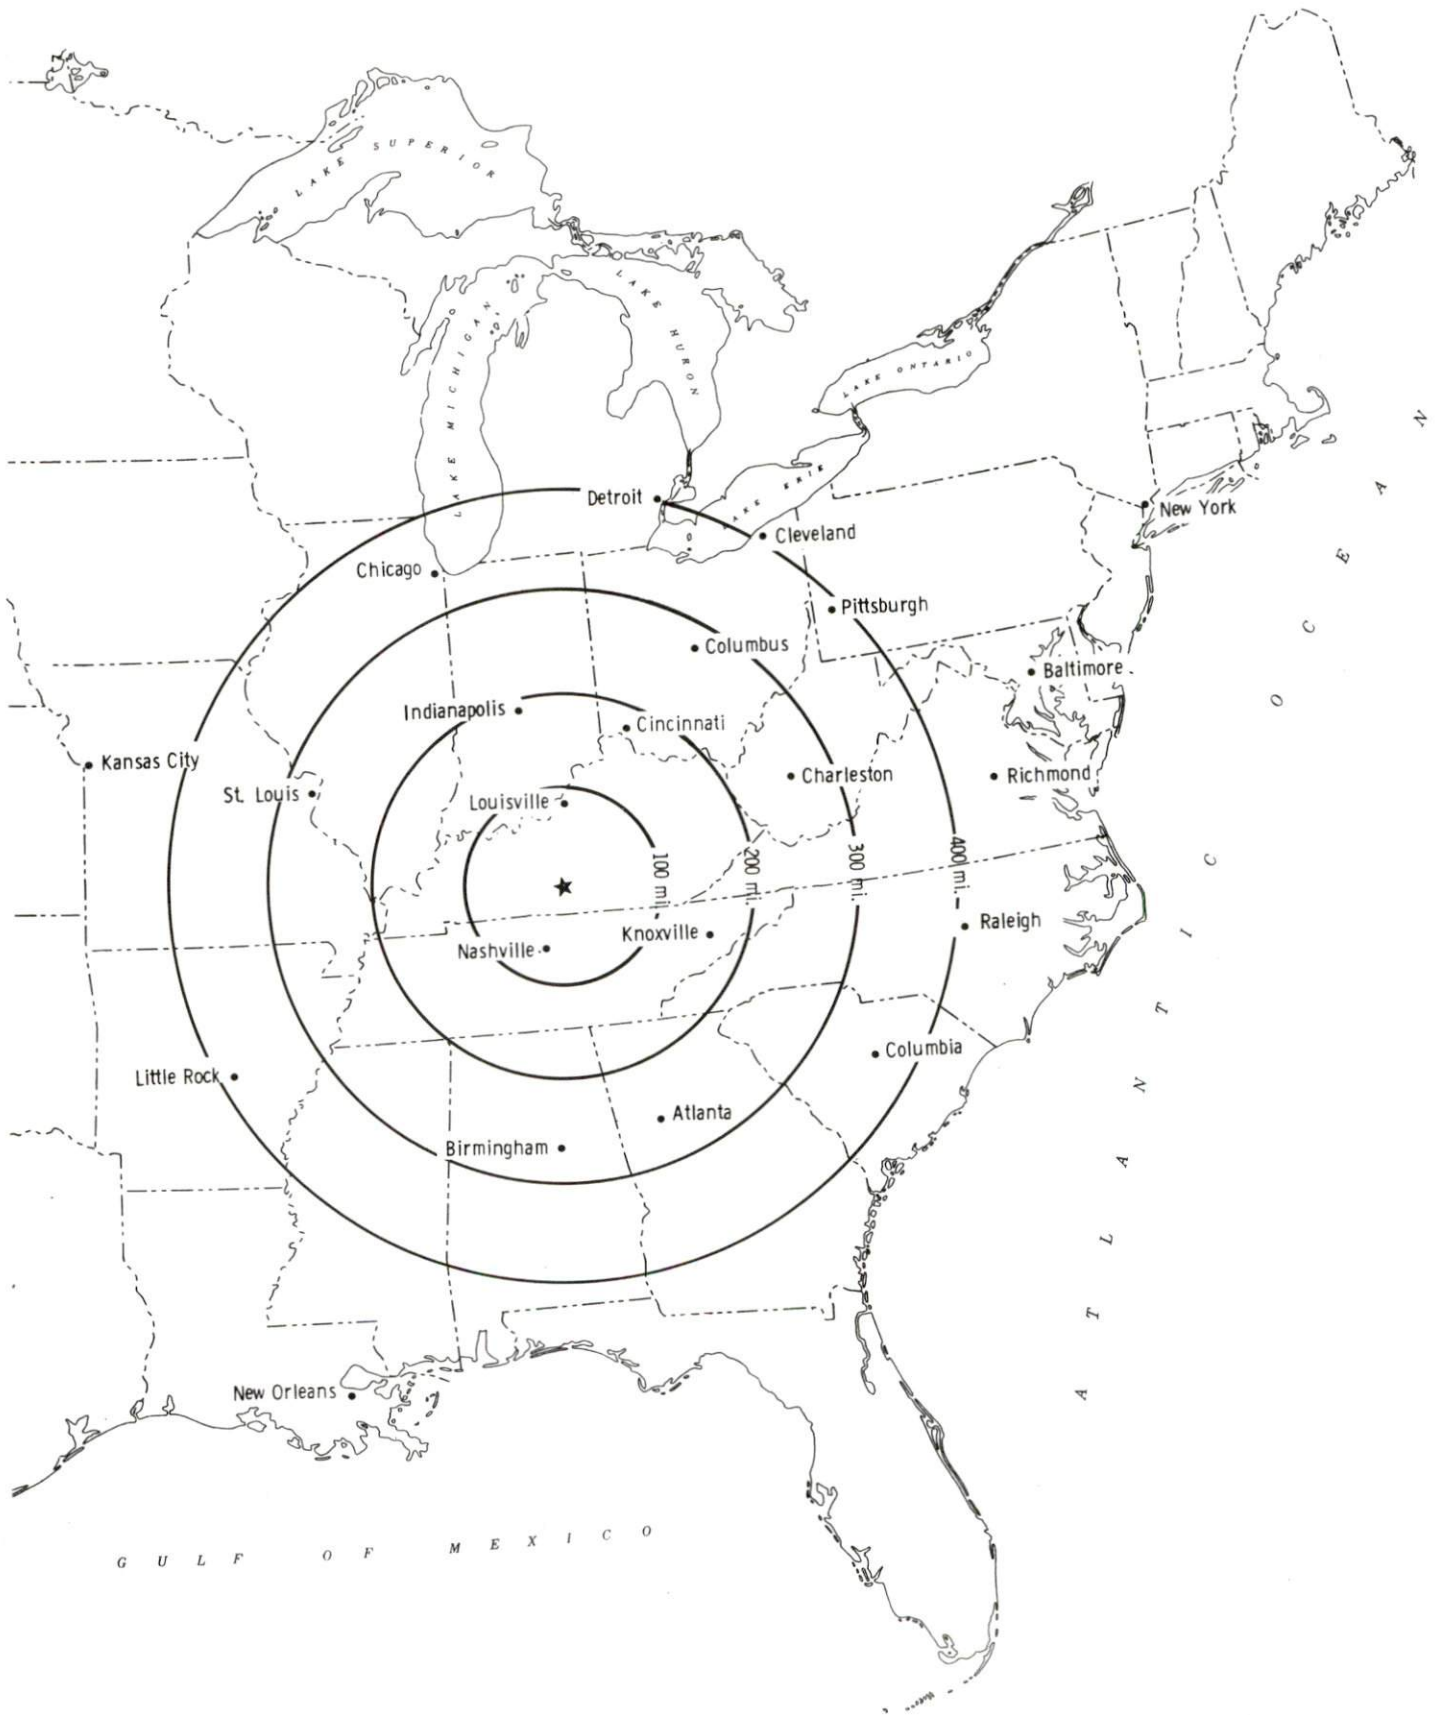 LAKE SUPERIOR
LAKE MICHIGAN
LAKE HURON
LAKE ONTARIO
LAKE ERIE
Detroit
New York
Cleveland
Chicago
Pittsburgh
Columbus
Baltimore
Indianapolis
Cincinnati
Kansas City
Charleston
Richmond
St. Louis
Louisville
100 mi.
200 mi.
300 mi.
400 mi.
Raleigh
Knoxville
Nashville
Columbia
Little Rock
Atlanta
Birmingham
New Orleans
ATLANTIC OCEAN
GULF OF MEXICO